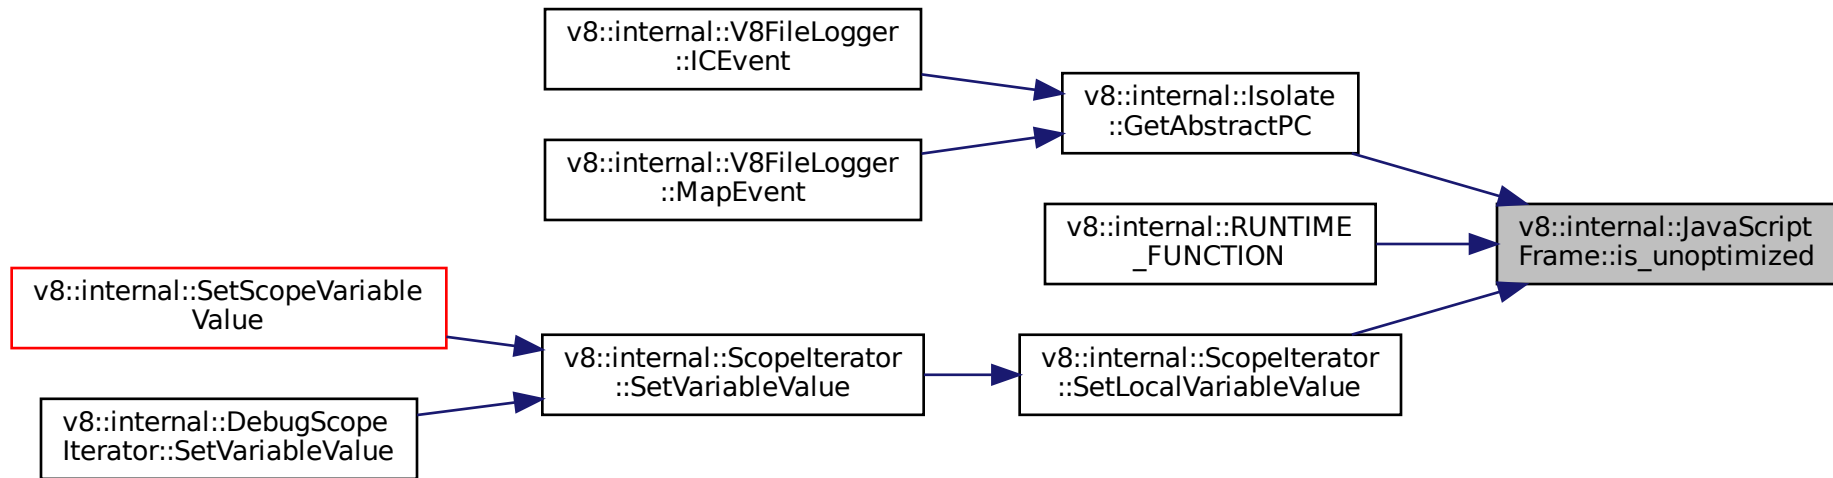 v8::internal::V8FileLogger
::ICEvent
v8::internal::V8FileLogger
::MapEvent
v8::internal::Isolate
::GetAbstractPC
v8::internal::RUNTIME
_FUNCTION
v8::internal::JavaScript
Frame::is_unoptimized
v8::internal::SetScopeVariable
Value
v8::internal::DebugScope
Iterator::SetVariableValue
v8::internal::ScopeIterator
::SetVariableValue
v8::internal::ScopeIterator
::SetLocalVariableValue